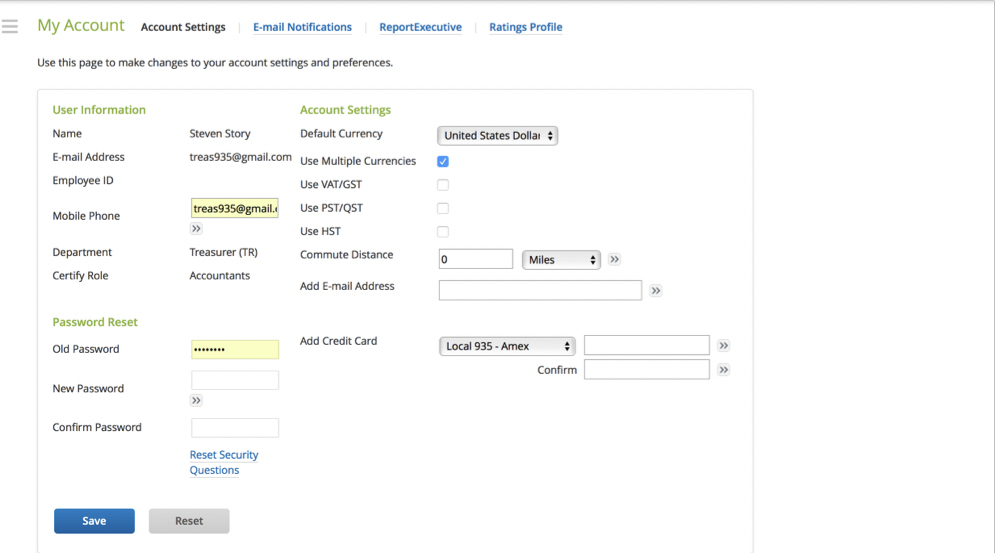 My Account Account Settings E-mail Notifications ReportExecutive Ratings Profile
Use this page to make changes to your account settings and preferences.
User Information
Name Steven Story
E-mail Address treas935@gmail.com
Employee ID
Mobile Phone treas935@gmail.c
»
Department Treasurer (TR)
Certify Role Accountants
Password Reset
Old Password ••••••••
New Password
»
Confirm Password
Reset Security
Questions
Save Reset
Account Settings
Default Currency United States Dollar
Use Multiple Currencies
Use VAT/GST
Use PST/QST
Use HST
Commute Distance 0 Miles »
Add E-mail Address »
Add Credit Card Local 935 - Amex »
Confirm »